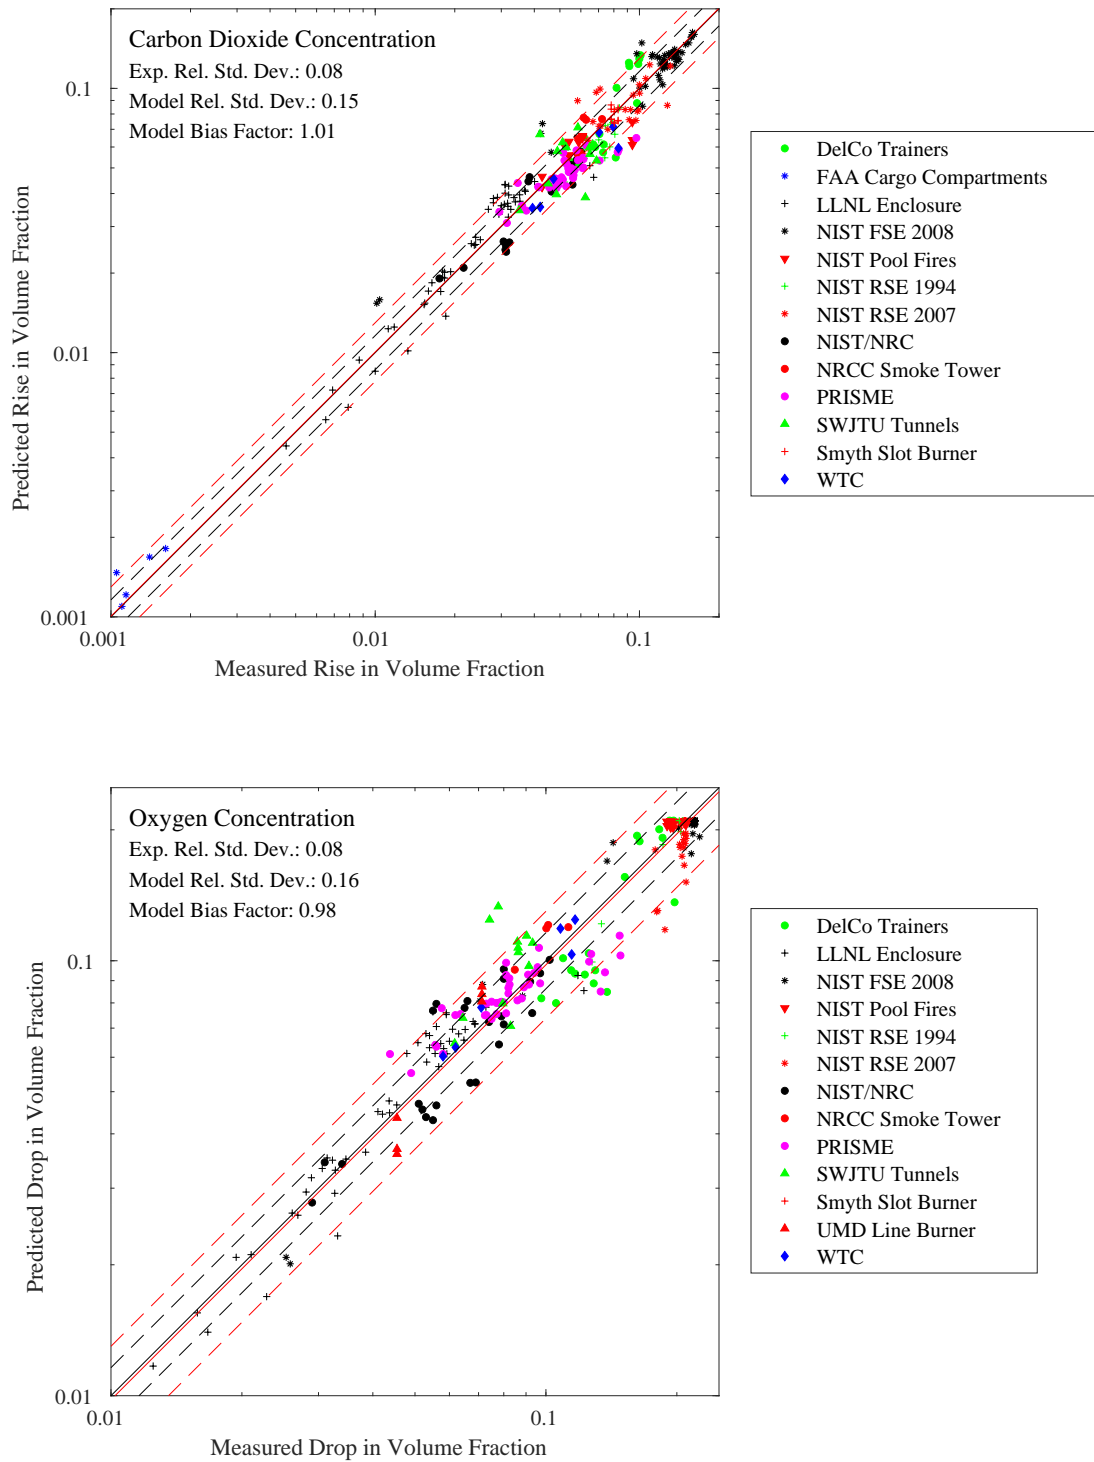 Carbon Dioxide Concentration
Exp. Rel. Std. Dev.: 0.08
Model Rel. Std. Dev.: 0.15
Model Bias Factor: 1.01
0.1
0.01
0.001
Predicted Rise in Volume Fraction
0.001
0.01
0.1
Measured Rise in Volume Fraction
DelCo Trainers
FAA Cargo Compartments
LLNL Enclosure
NIST FSE 2008
NIST Pool Fires
NIST RSE 1994
NIST RSE 2007
NIST/NRC
NRCC Smoke Tower
PRISME
SWJTU Tunnels
Smyth Slot Burner
WTC
Oxygen Concentration
Exp. Rel. Std. Dev.: 0.08
Model Rel. Std. Dev.: 0.16
Model Bias Factor: 0.98
0.1
0.01
Predicted Drop in Volume Fraction
0.01
0.1
Measured Drop in Volume Fraction
DelCo Trainers
LLNL Enclosure
NIST FSE 2008
NIST Pool Fires
NIST RSE 1994
NIST RSE 2007
NIST/NRC
NRCC Smoke Tower
PRISME
SWJTU Tunnels
Smyth Slot Burner
UMD Line Burner
WTC